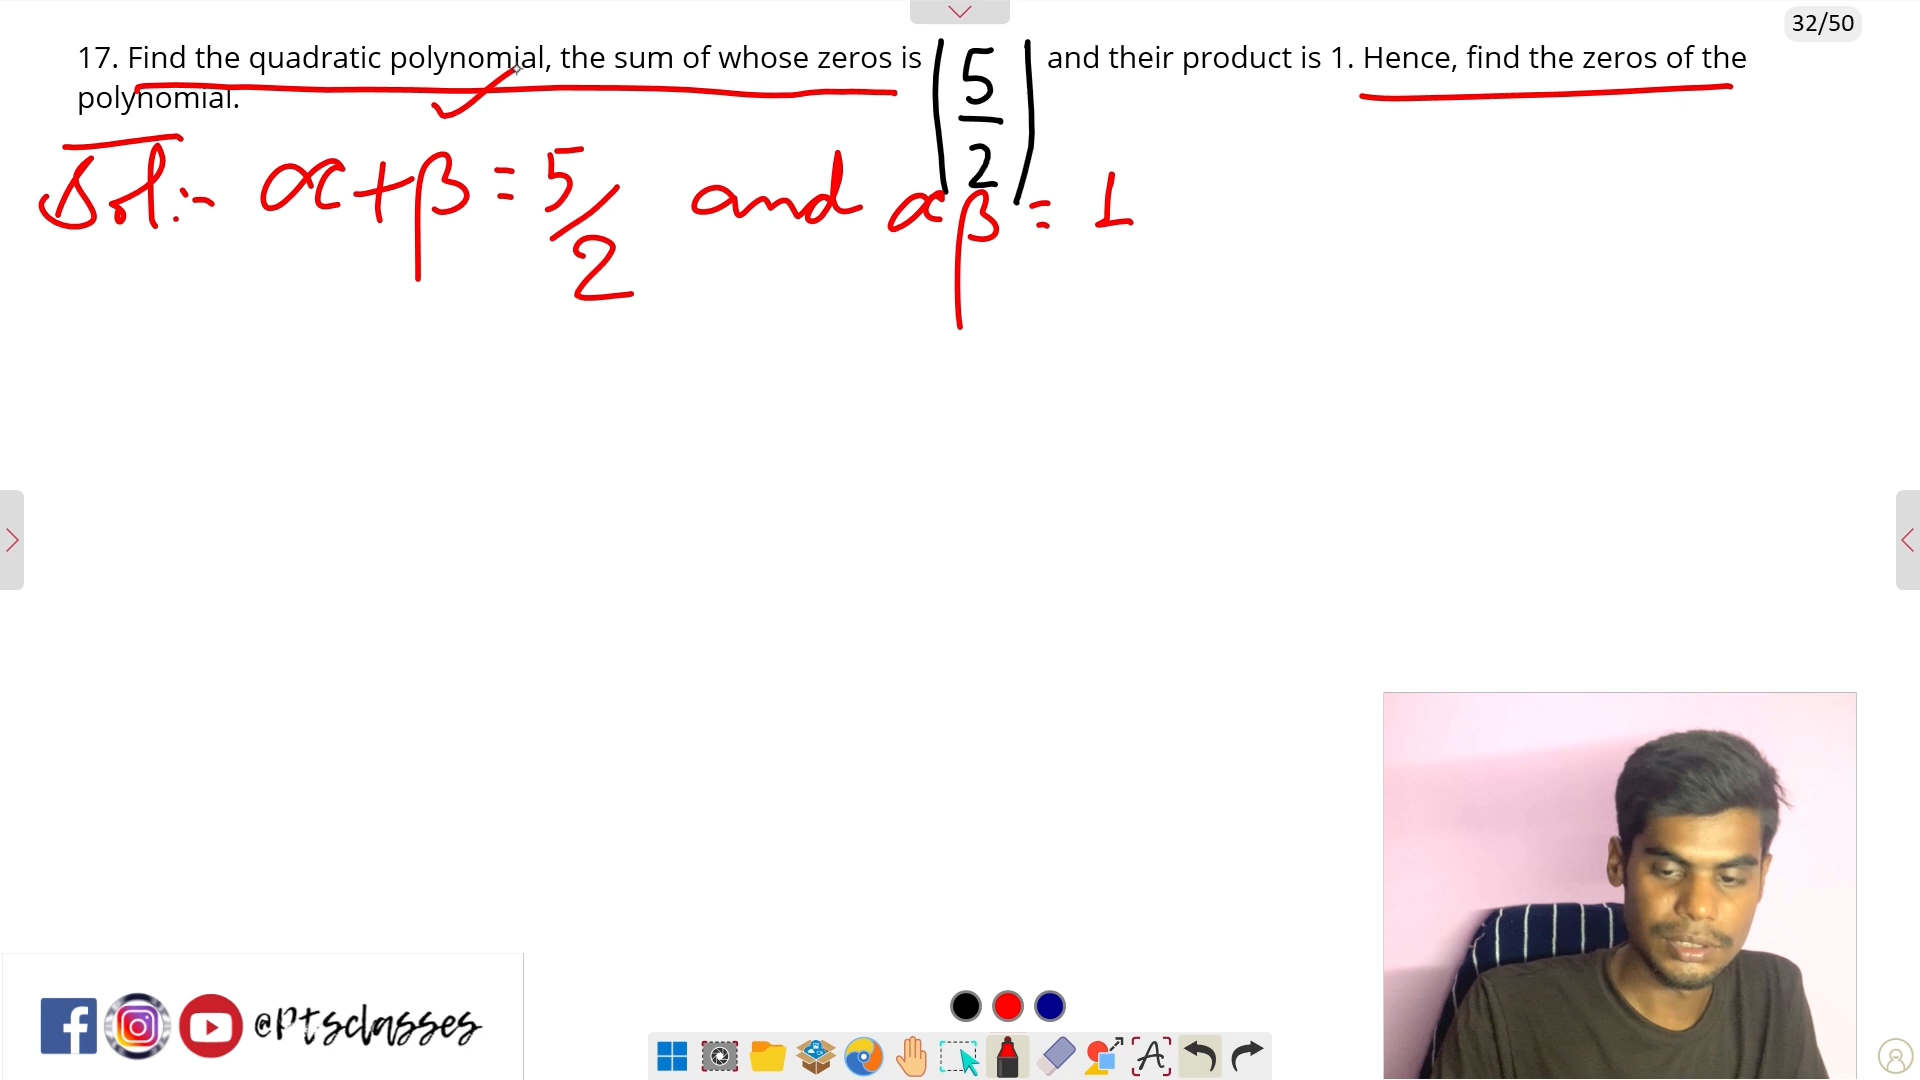 32/50
17. Find the quadratic polynomial, the sum of whose zeros is (5/2) and their product is 1. Hence, find the zeros of the
polynomial.
Sol:- α+β = 5/2 and αβ = 1
@Ptsclasses